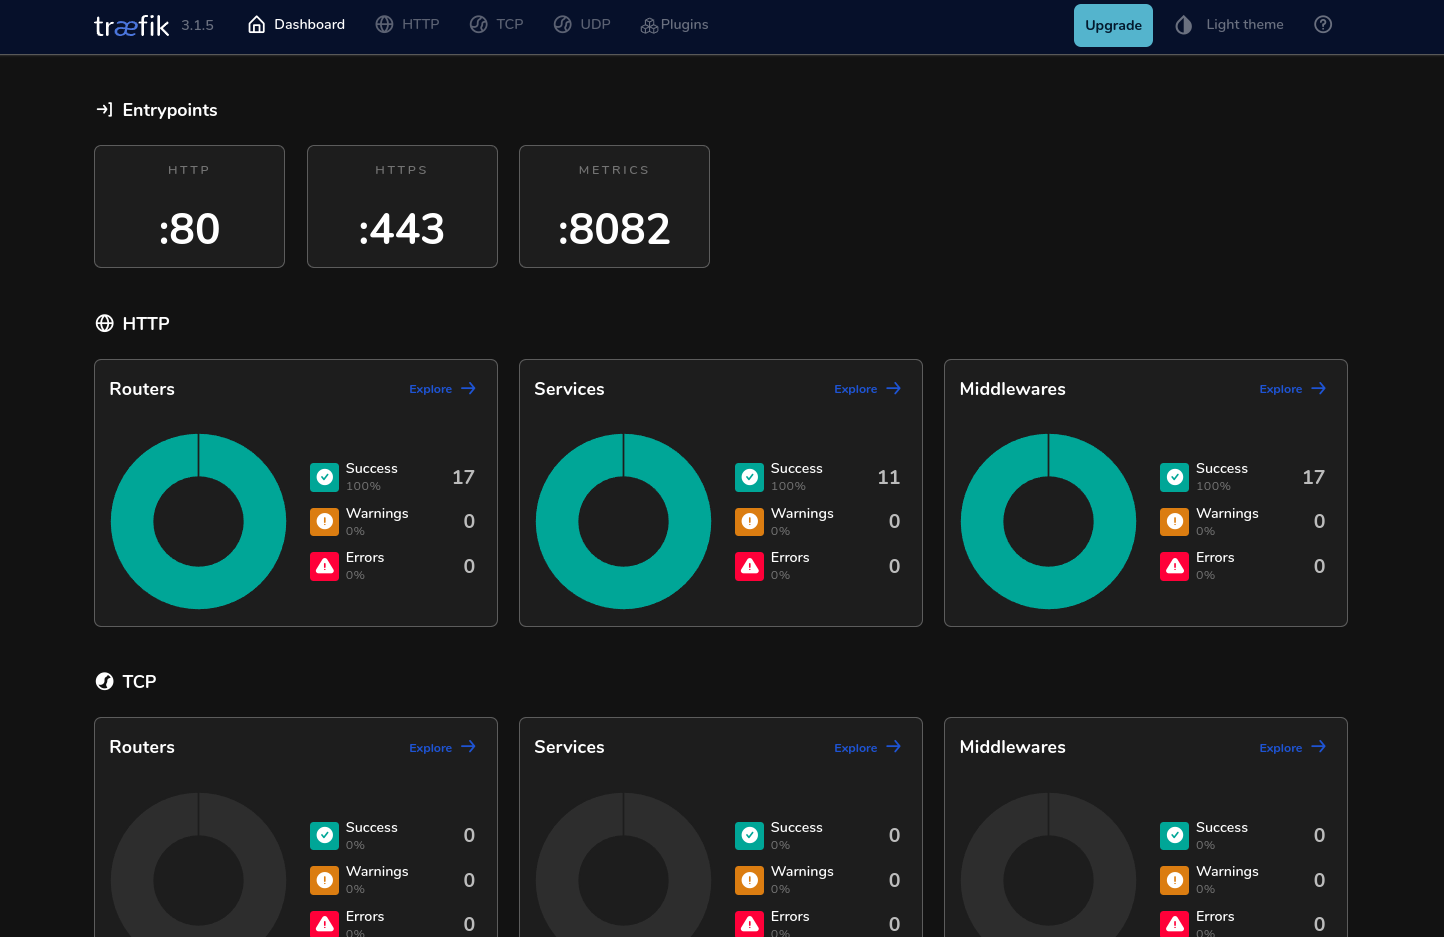 træfik 3.1.5 Dashboard HTTP TCP UDP Plugins Upgrade Light theme
Entrypoints
HTTP HTTPS METRICS
:80 :443 :8082
HTTP
Routers Explore Services Explore Middlewares Explore
Success 17 Success 11 Success 17
100% 100% 100%
Warnings 0 Warnings 0 Warnings 0
0% 0% 0%
Errors 0 Errors 0 Errors 0
0% 0% 0%
TCP
Routers Explore Services Explore Middlewares Explore
Success 0 Success 0 Success 0
0% 0% 0%
Warnings 0 Warnings 0 Warnings 0
0% 0% 0%
Errors 0 Errors 0 Errors 0
0% 0% 0%